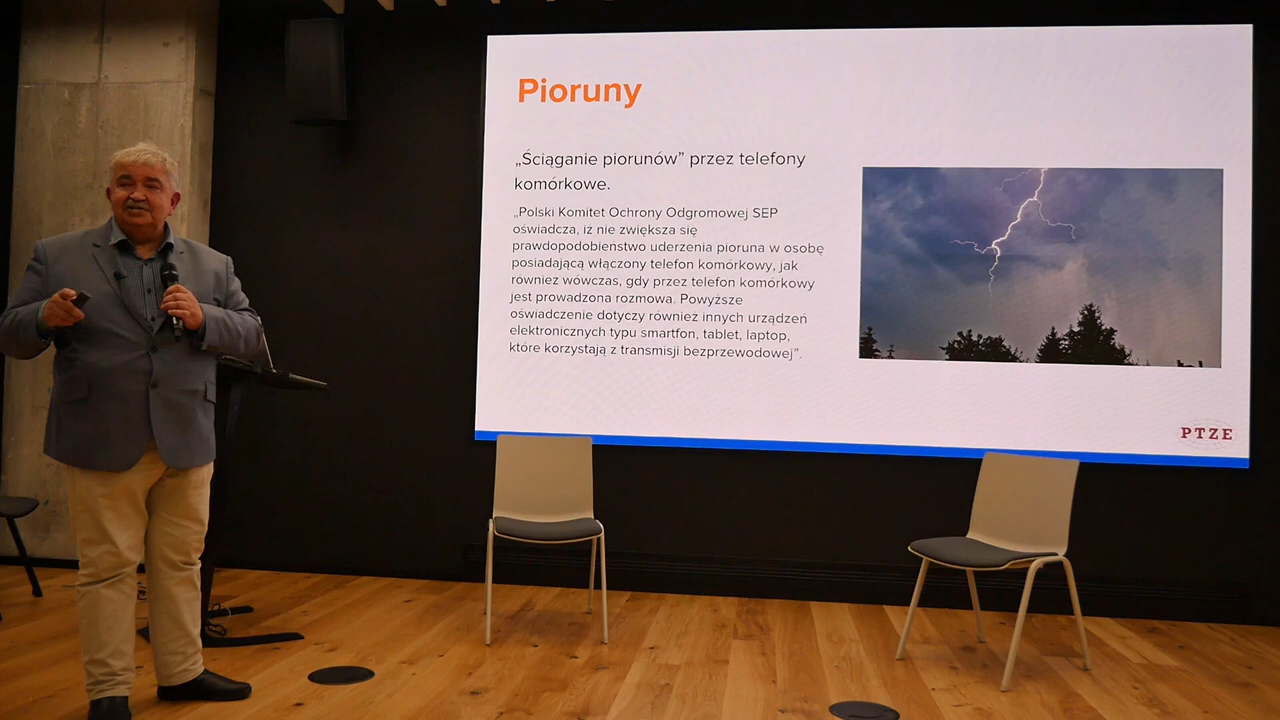 Pioruny
„Ściąganie piorunów” przez telefony
komórkowe.
„Polski Komitet Ochrony Odgromowej SEP
oświadcza, iż nie zwiększa się
prawdopodobieństwo uderzenia pioruna w osobę
posiadającą włączony telefon komórkowy, jak
również wówczas, gdy przez telefon komórkowy
jest prowadzona rozmowa. Powyższe
oświadczenie dotyczy również innych urządzeń
elektronicznych typu smartfon, tablet, laptop,
które korzystają z transmisji bezprzewodowej”.
PTZE